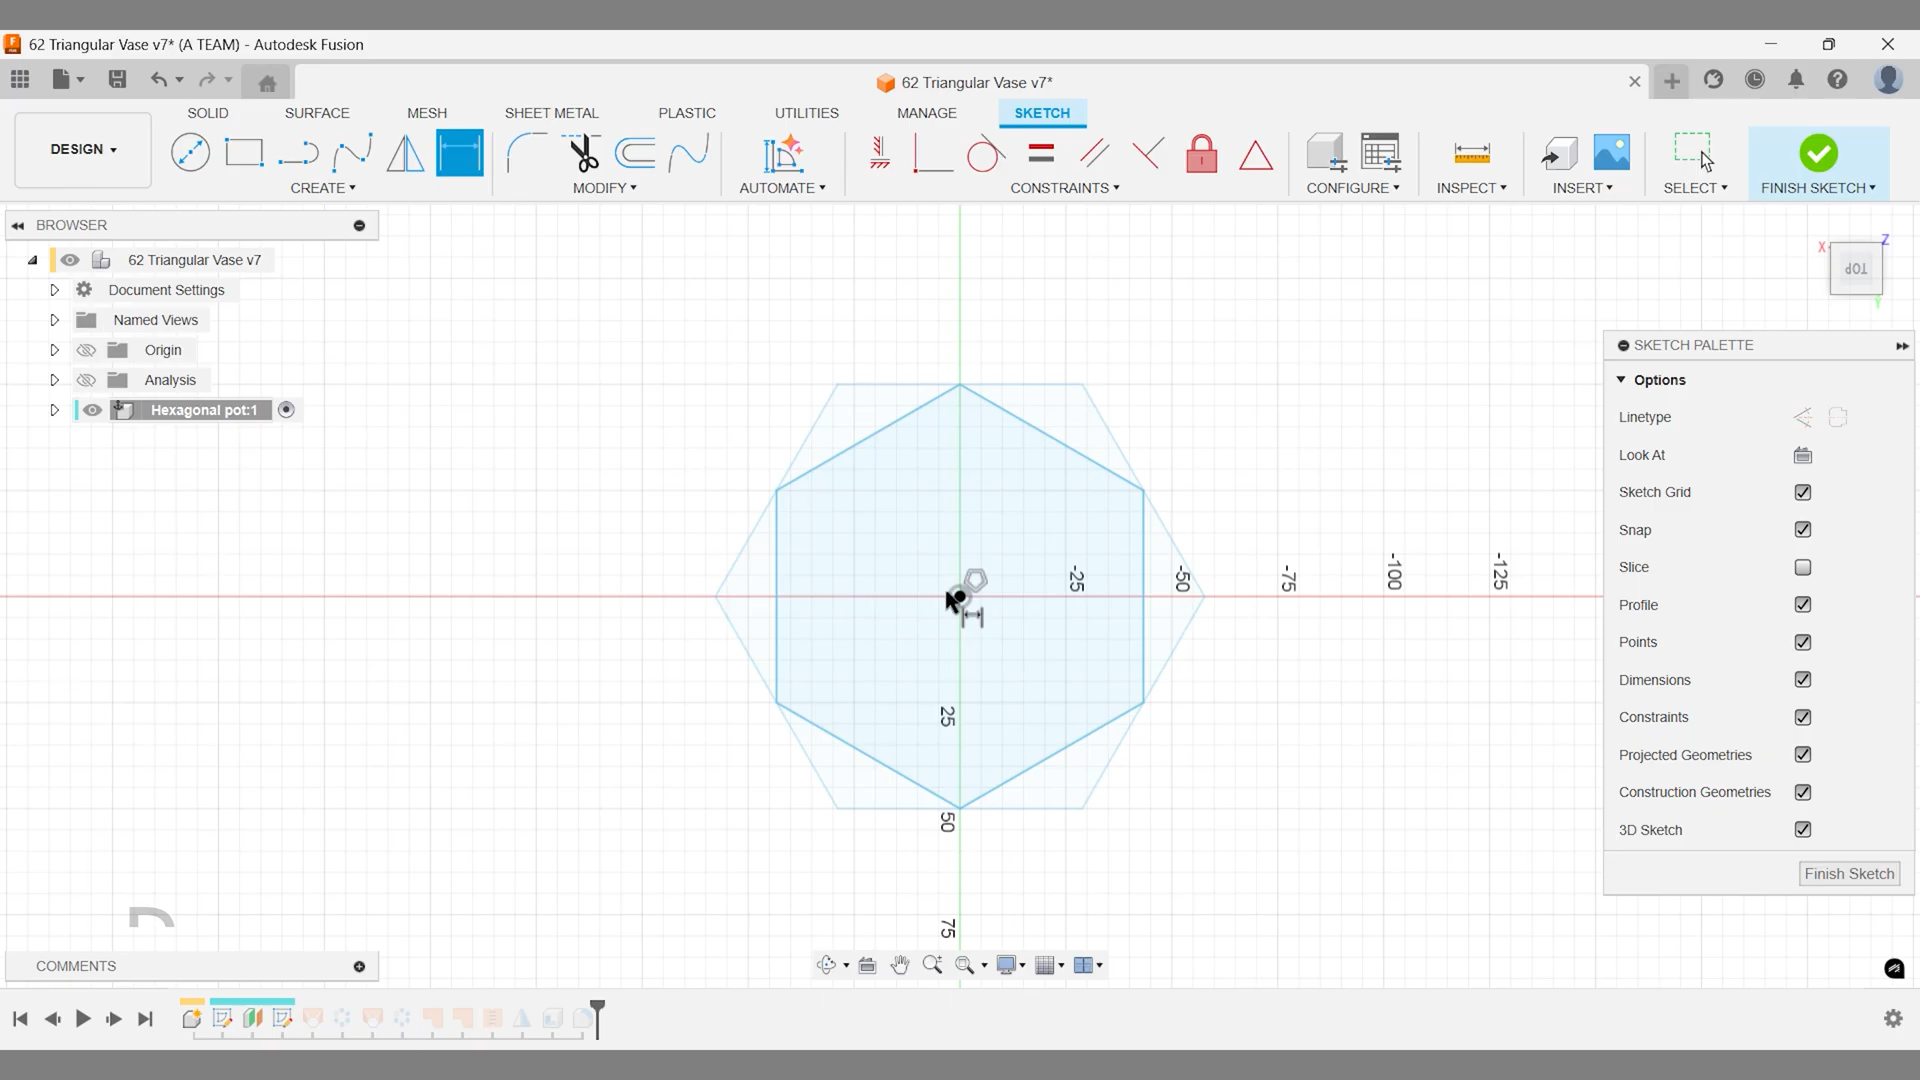 62 Triangular Vase v7* (A TEAM) - Autodesk Fusion
62 Triangular Vase v7*
SOLID SURFACE MESH SHEET METAL PLASTIC UTILITIES MANAGE SKETCH
DESIGN
CREATE MODIFY AUTOMATE CONSTRAINTS CONFIGURE INSPECT INSERT SELECT FINISH SKETCH
BROWSER
62 Triangular Vase v7
Document Settings
Named Views
Origin
Analysis
Hexagonal pot:1
X Z
TOP
Y
SKETCH PALETTE
Options
Linetype
Look At
Sketch Grid
Snap
Slice
Profile
Points
Dimensions
Constraints
Projected Geometries
Construction Geometries
3D Sketch
Finish Sketch
-25 -50 -75 -100 -125
25
50
75
COMMENTS